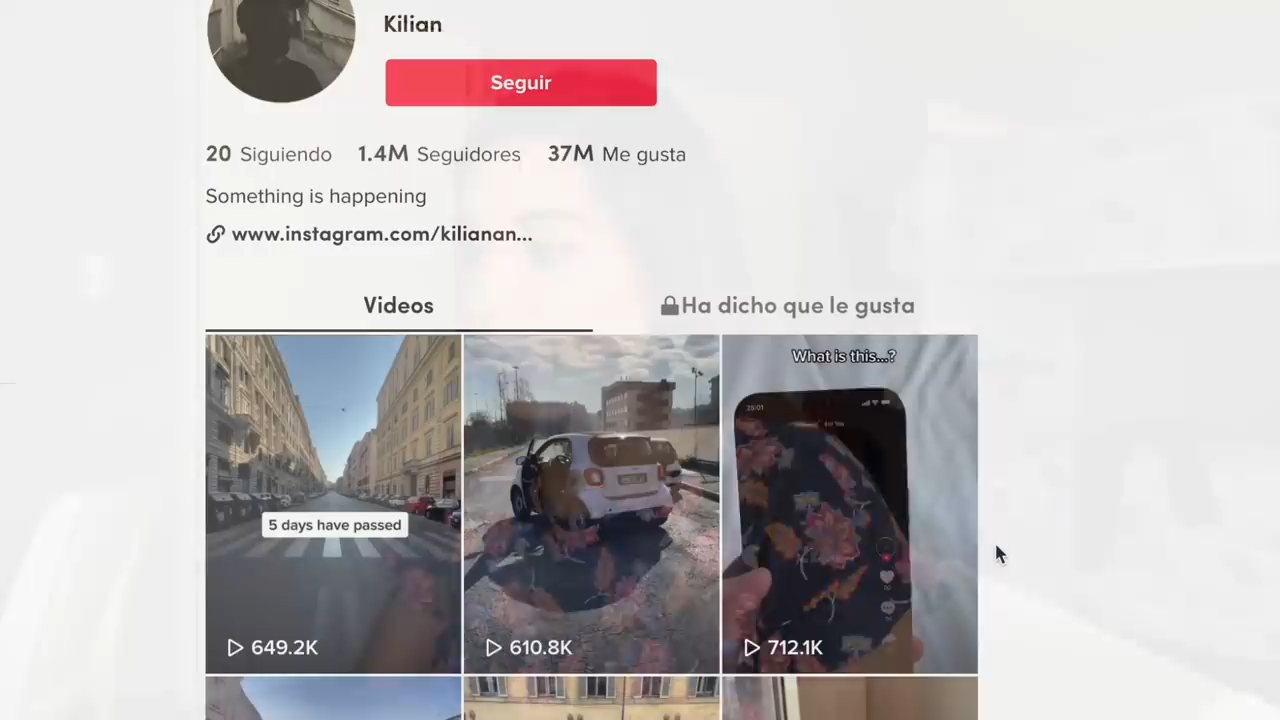 Kilian
Seguir
20 Siguiendo 1.4M Seguidores 37M Me gusta
Something is happening
www.instagram.com/kilianan...
Videos
Ha dicho que le gusta
What is this...?
5 days have passed
649.2K
610.8K
712.1K